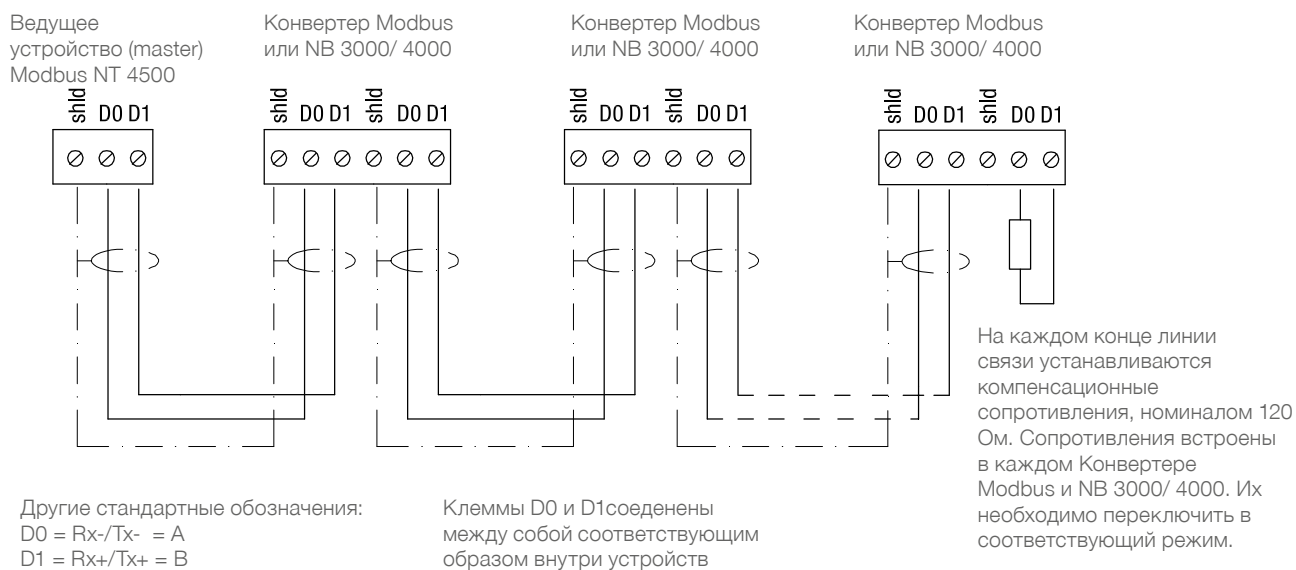 Ведущее
устройство (master)
Modbus NT 4500
Конвертер Modbus
или NB 3000/ 4000
Конвертер Modbus
или NB 3000/ 4000
Конвертер Modbus
или NB 3000/ 4000
shld D0 D1
shld D0 D1 shld D0 D1
shld D0 D1 shld D0 D1
shld D0 D1 shld D0 D1
На каждом конце линии
связи устанавливаются
компенсационные
сопротивления, номиналом 120
Ом. Сопротивления встроены
в каждом Конвертере
Modbus и NB 3000/ 4000. Их
необходимо переключить в
соответствующий режим.
Другие стандартные обозначения:
D0 = Rx-/Tx- = A
D1 = Rx+/Tx+ = B
Клеммы D0 и D1соеденены
между собой соответствующим
образом внутри устройств